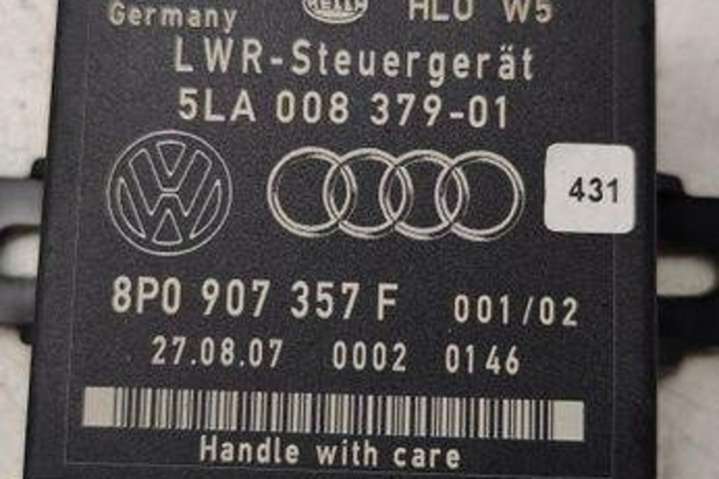 Germany HELLA HLO W5
LWR-Steuergerät
5LA 008 379-01
431
8P0 907 357 F 001/02
27.08.07 0002 0146
Handle with care